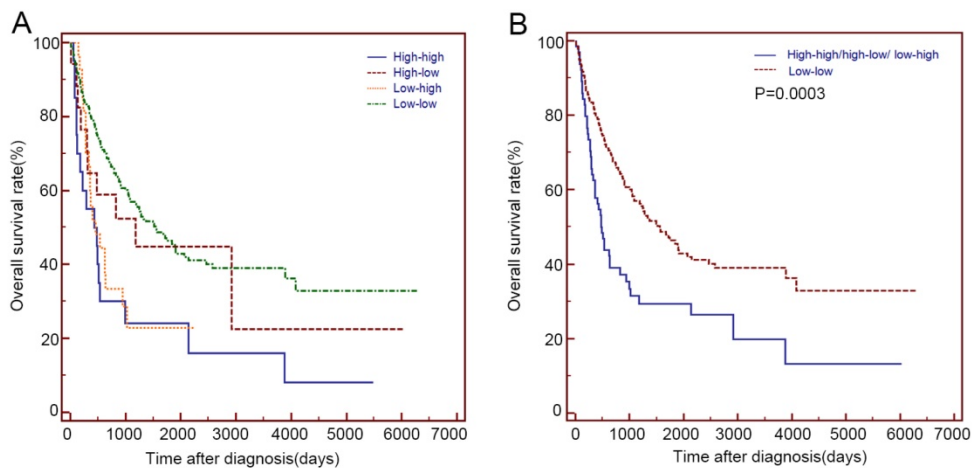 A
Overall survival rate(%)
100
80
60
40
20
0
High-high
High-low
Low-high
Low-low
0 1000 2000 3000 4000 5000 6000 7000
Time after diagnosis(days)
B
Overall survival rate(%)
100
80
60
40
20
0
High-high/high-low/ low-high
Low-low
P=0.0003
0 1000 2000 3000 4000 5000 6000 7000
Time after diagnosis(days)